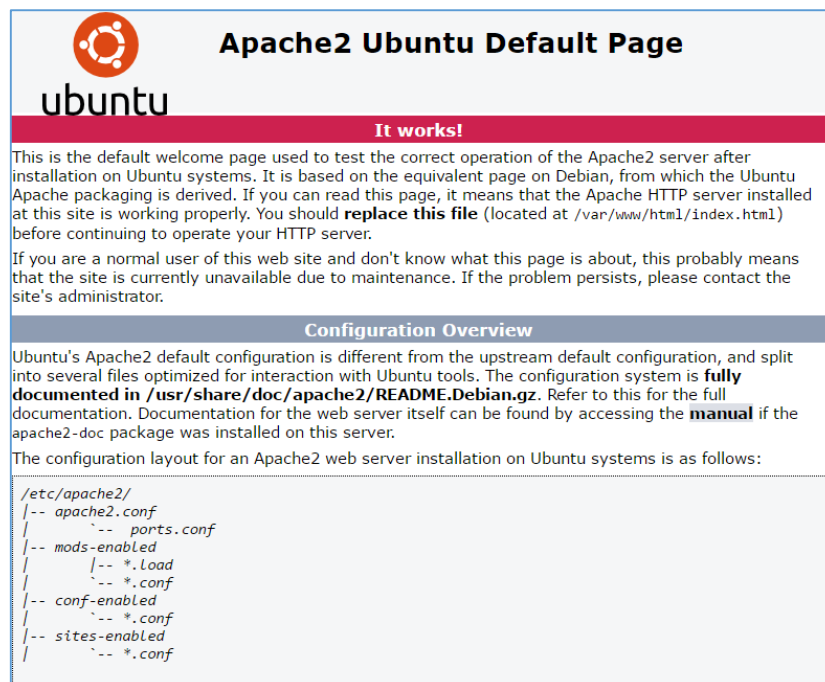 Apache2 Ubuntu Default Page
ubuntu
It works!
This is the default welcome page used to test the correct operation of the Apache2 server after
installation on Ubuntu systems. It is based on the equivalent page on Debian, from which the Ubuntu
Apache packaging is derived. If you can read this page, it means that the Apache HTTP server installed
at this site is working properly. You should replace this file (located at /var/www/html/index.html)
before continuing to operate your HTTP server.
If you are a normal user of this web site and don't know what this page is about, this probably means
that the site is currently unavailable due to maintenance. If the problem persists, please contact the
site's administrator.
Configuration Overview
Ubuntu's Apache2 default configuration is different from the upstream default configuration, and split
into several files optimized for interaction with Ubuntu tools. The configuration system is fully
documented in /usr/share/doc/apache2/README.Debian.gz. Refer to this for the full
documentation. Documentation for the web server itself can be found by accessing the manual if the
apache2-doc package was installed on this server.
The configuration layout for an Apache2 web server installation on Ubuntu systems is as follows:
/etc/apache2/
|-- apache2.conf
|       `--  ports.conf
|-- mods-enabled
|       |-- *.load
|       `-- *.conf
|-- conf-enabled
|       `-- *.conf
|-- sites-enabled
|       `-- *.conf